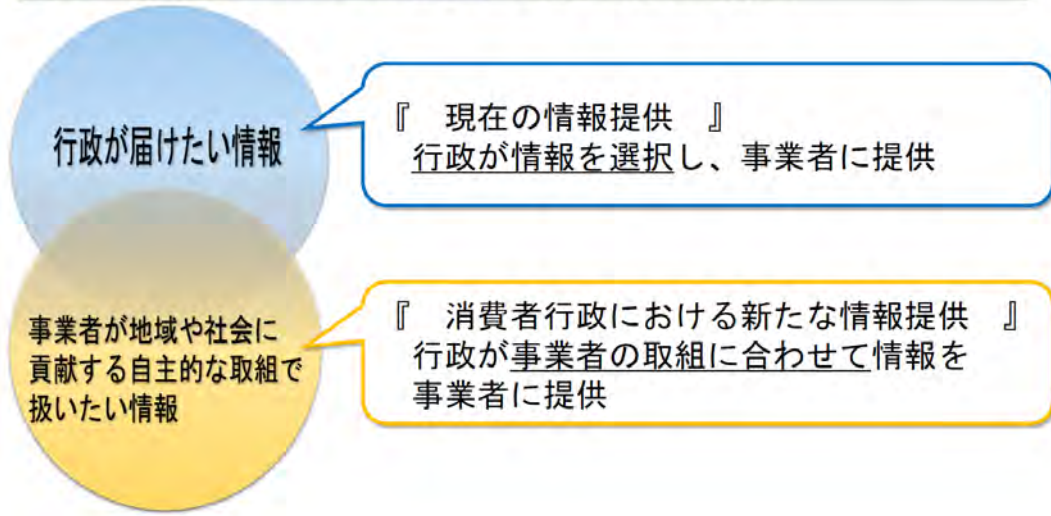 行政が届けたい情報
『　現在の情報提供　』
行政が情報を選択し、事業者に提供
事業者が地域や社会に
貢献する自主的な取組で
扱いたい情報
『　消費者行政における新たな情報提供　』
行政が事業者の取組に合わせて情報を
事業者に提供